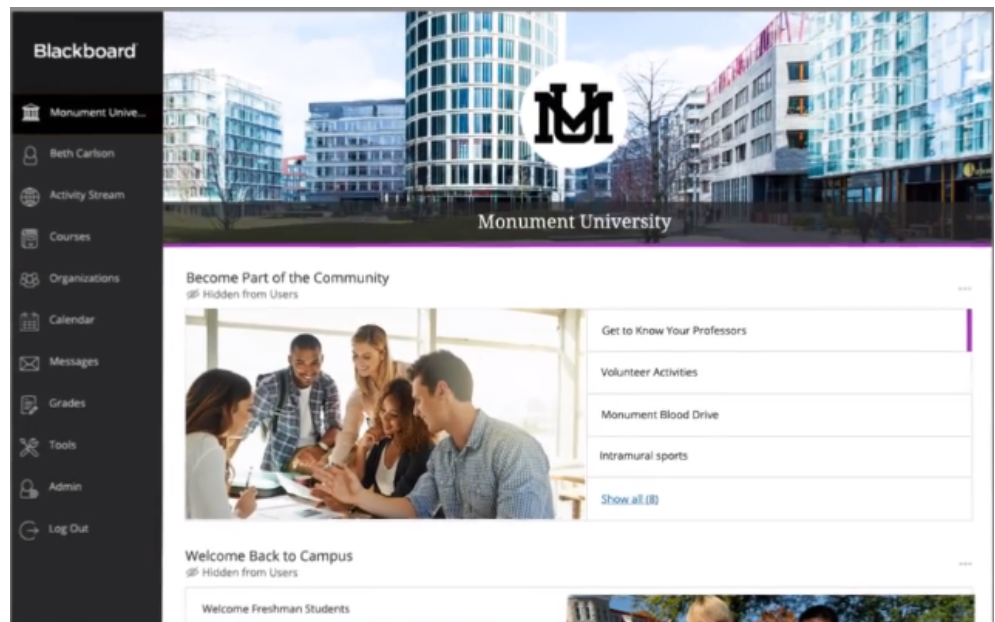 Blackboard
Monument Unive...
Beth Carlson
Activity Stream
Courses
Organizations
Calendar
Messages
Grades
Tools
Admin
Log Out
MU
Monument University
Become Part of the Community
Hidden from Users
Get to Know Your Professors
Volunteer Activities
Monument Blood Drive
Intramural sports
Show all (8)
Welcome Back to Campus
Hidden from Users
Welcome Freshman Students